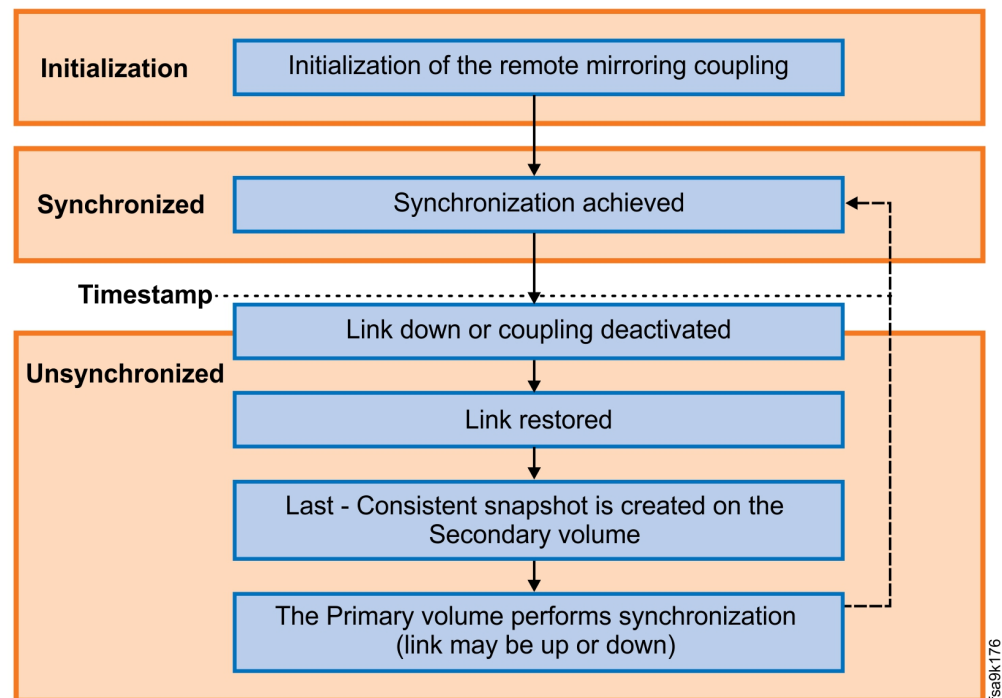 Initialization
Initialization of the remote mirroring coupling
Synchronized
Synchronization achieved
Timestamp
Link down or coupling deactivated
Unsynchronized
Link restored
Last - Consistent snapshot is created on the
Secondary volume
The Primary volume performs synchronization
(link may be up or down)